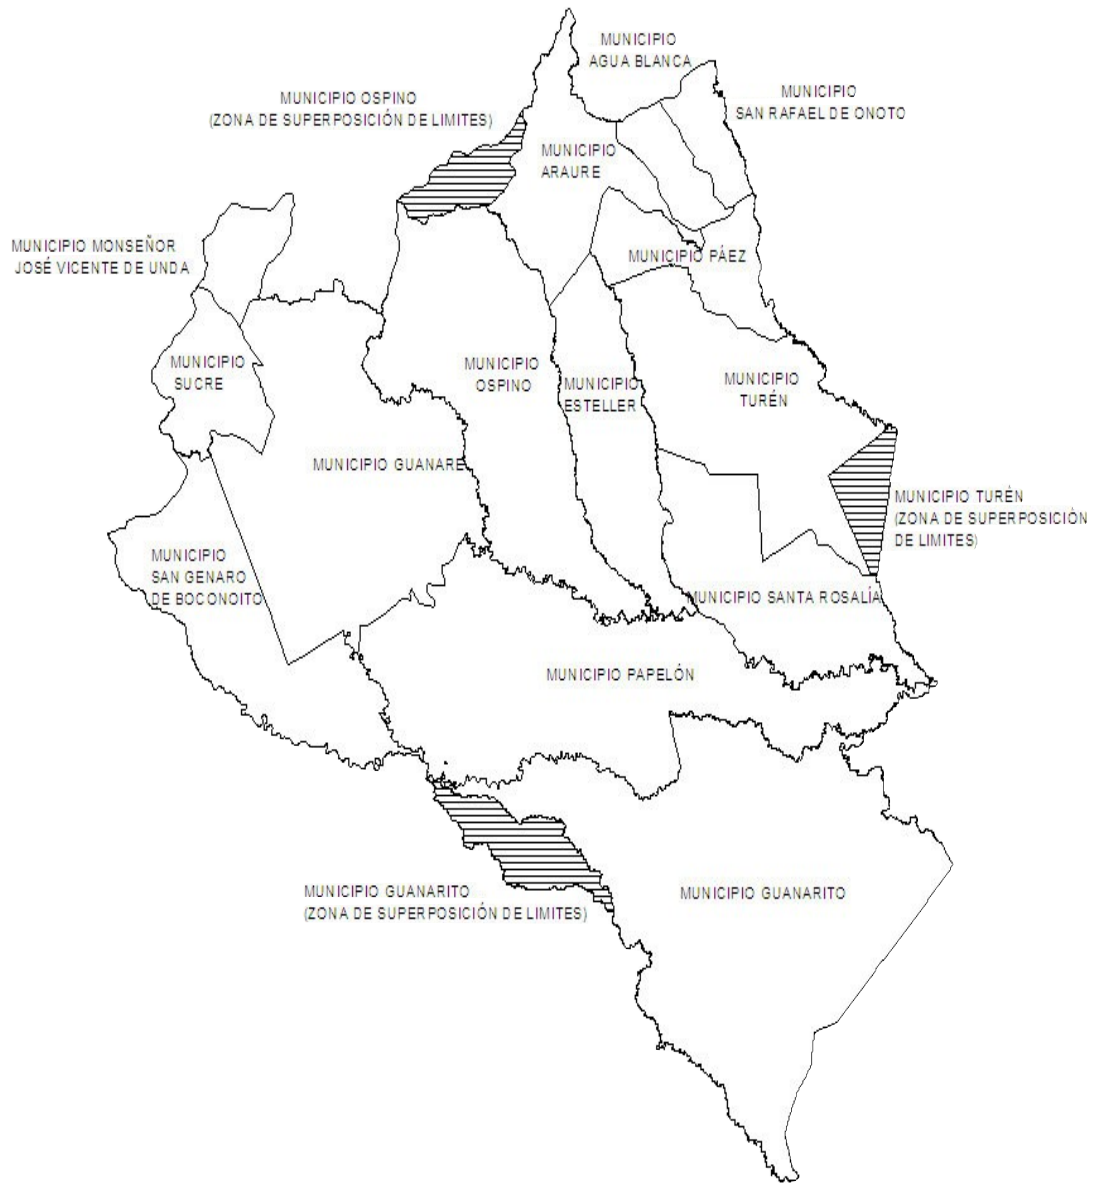 MUNICIPIO
AGUA BLANCA
MUNICIPIO OSPINO
(ZONA DE SUPERPOSICIÓN DE LIMITES)
MUNICIPIO
SAN RAFAEL DE ONOTO
MUNICIPIO
ARAURE
MUNICIPIO MONSEÑOR
JOSÉ VICENTE DE UNDA
MUNICIPIO PÁEZ
MUNICIPIO
SUCRE
MUNICIPIO
OSPINO
MUNICIPIO
ESTELLER
MUNICIPIO
TURÉN
MUNICIPIO GUANARE
MUNICIPIO TURÉN
(ZONA DE SUPERPOSICIÓN
DE LIMITES)
MUNICIPIO
SAN GENARO
DE BOCONOITO
MUNICIPIO SANTA ROSALÍA
MUNICIPIO PAPELÓN
MUNICIPIO GUANARITO
(ZONA DE SUPERPOSICIÓN DE LIMITES)
MUNICIPIO GUANARITO